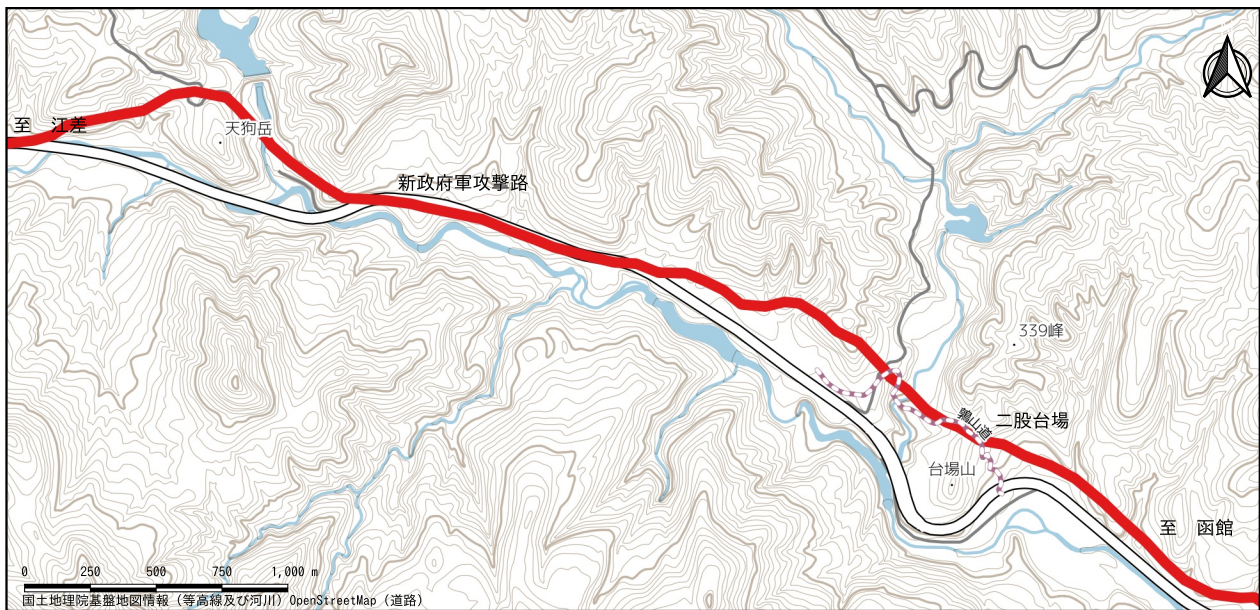 至　江差
天狗岳
新政府軍攻撃路
339峰
鶉山道
二股台場
台場山
至　函館
0 250 500 750 1,000 m
国土地理院基盤地図情報（等高線及び河川）OpenStreetMap（道路）